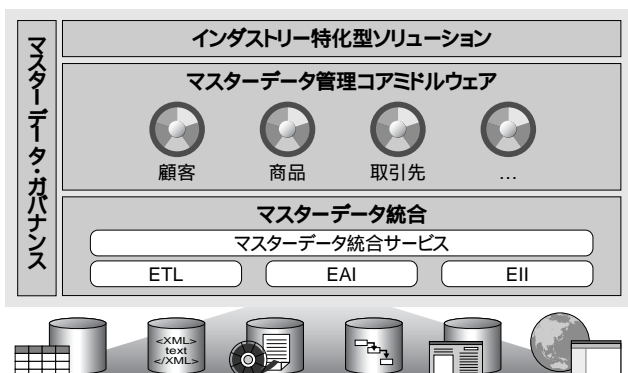 マスターデータ・ガバナンス
インダストリー特化型ソリューション
マスターデータ管理コアミドルウェア
顧客
商品
取引先
…
マスターデータ統合
マスターデータ統合サービス
ETL
EAI
EII
<XML>
text
</XML>